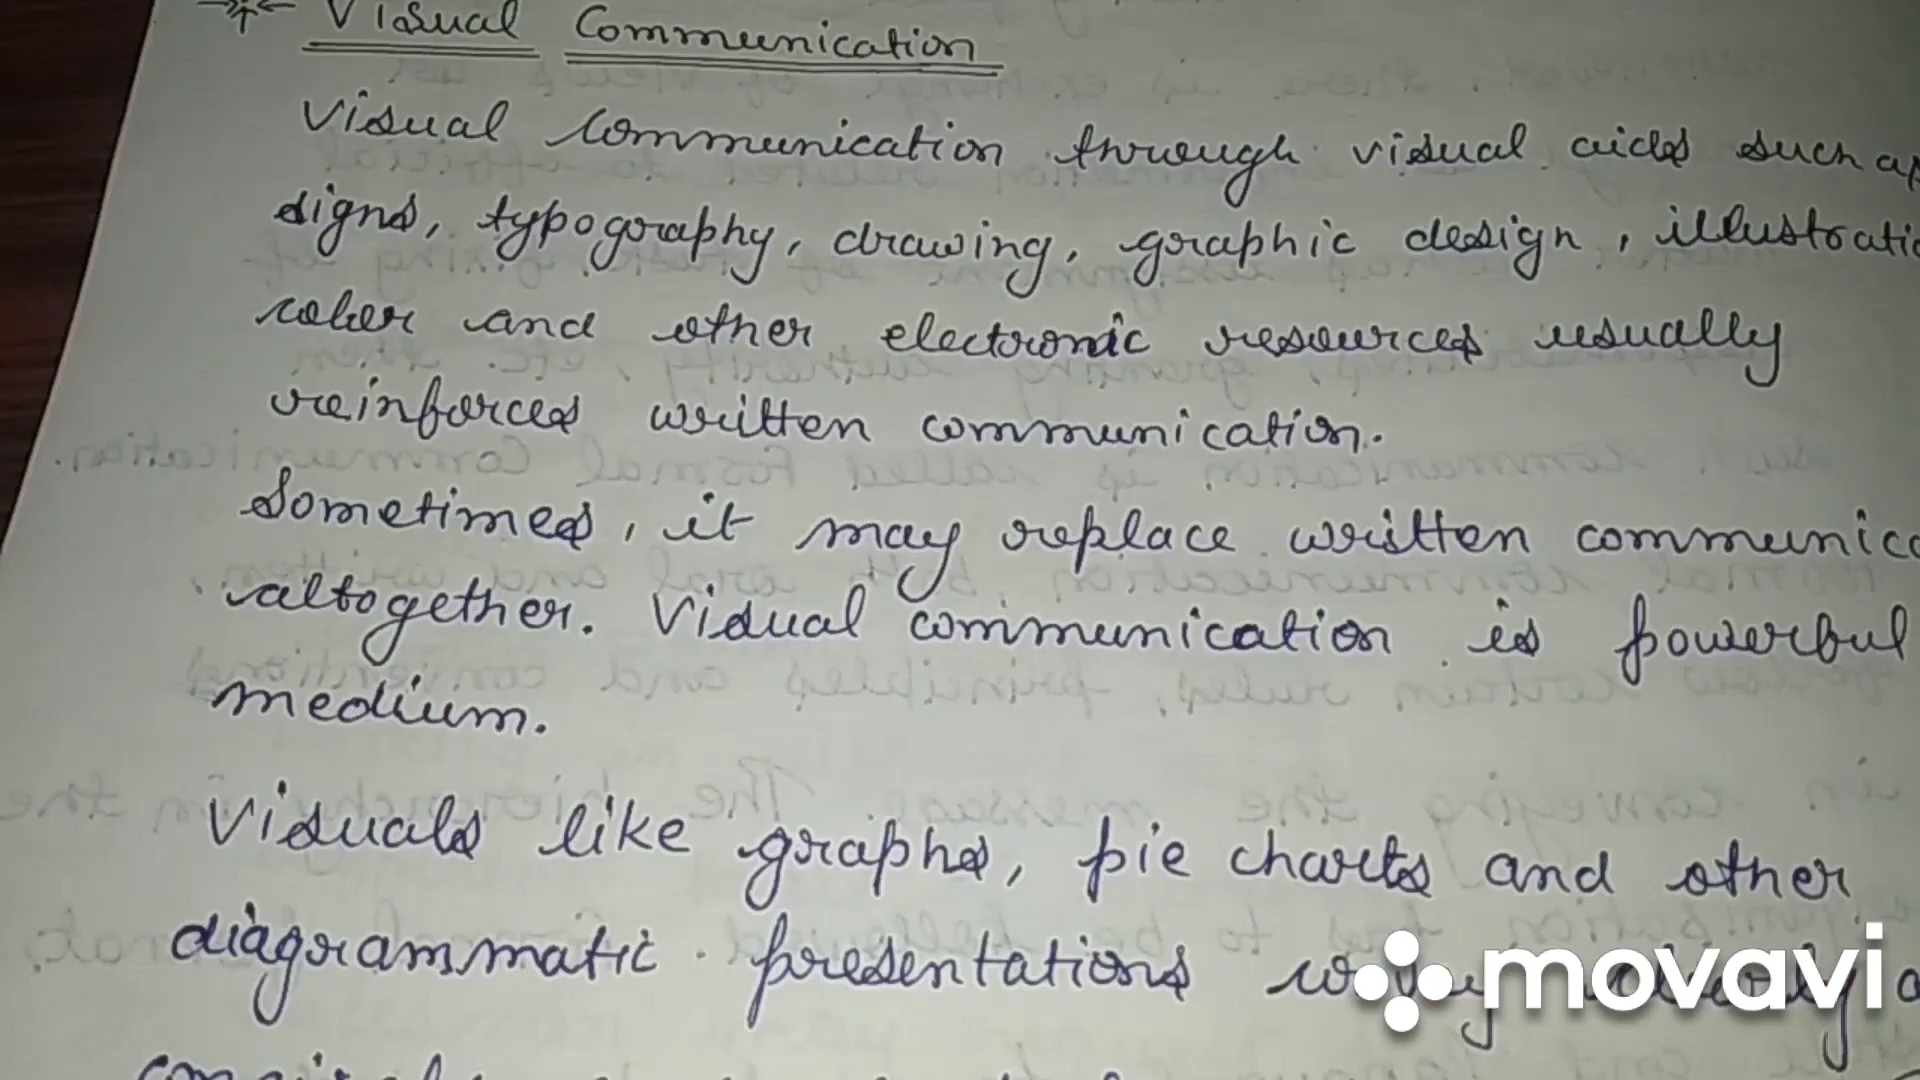 Visual Communication
Visual Communication through visual aids such as
signs, typography, drawing, graphic design, illustratio
color and other electronic resources usually
reinforces written communication.
Sometimes, it may replace written communica
altogether. Visual communication is powerful
medium.
Visuals like graphs, pie charts and other
diagrammatic presentations convey clearly a
movavi